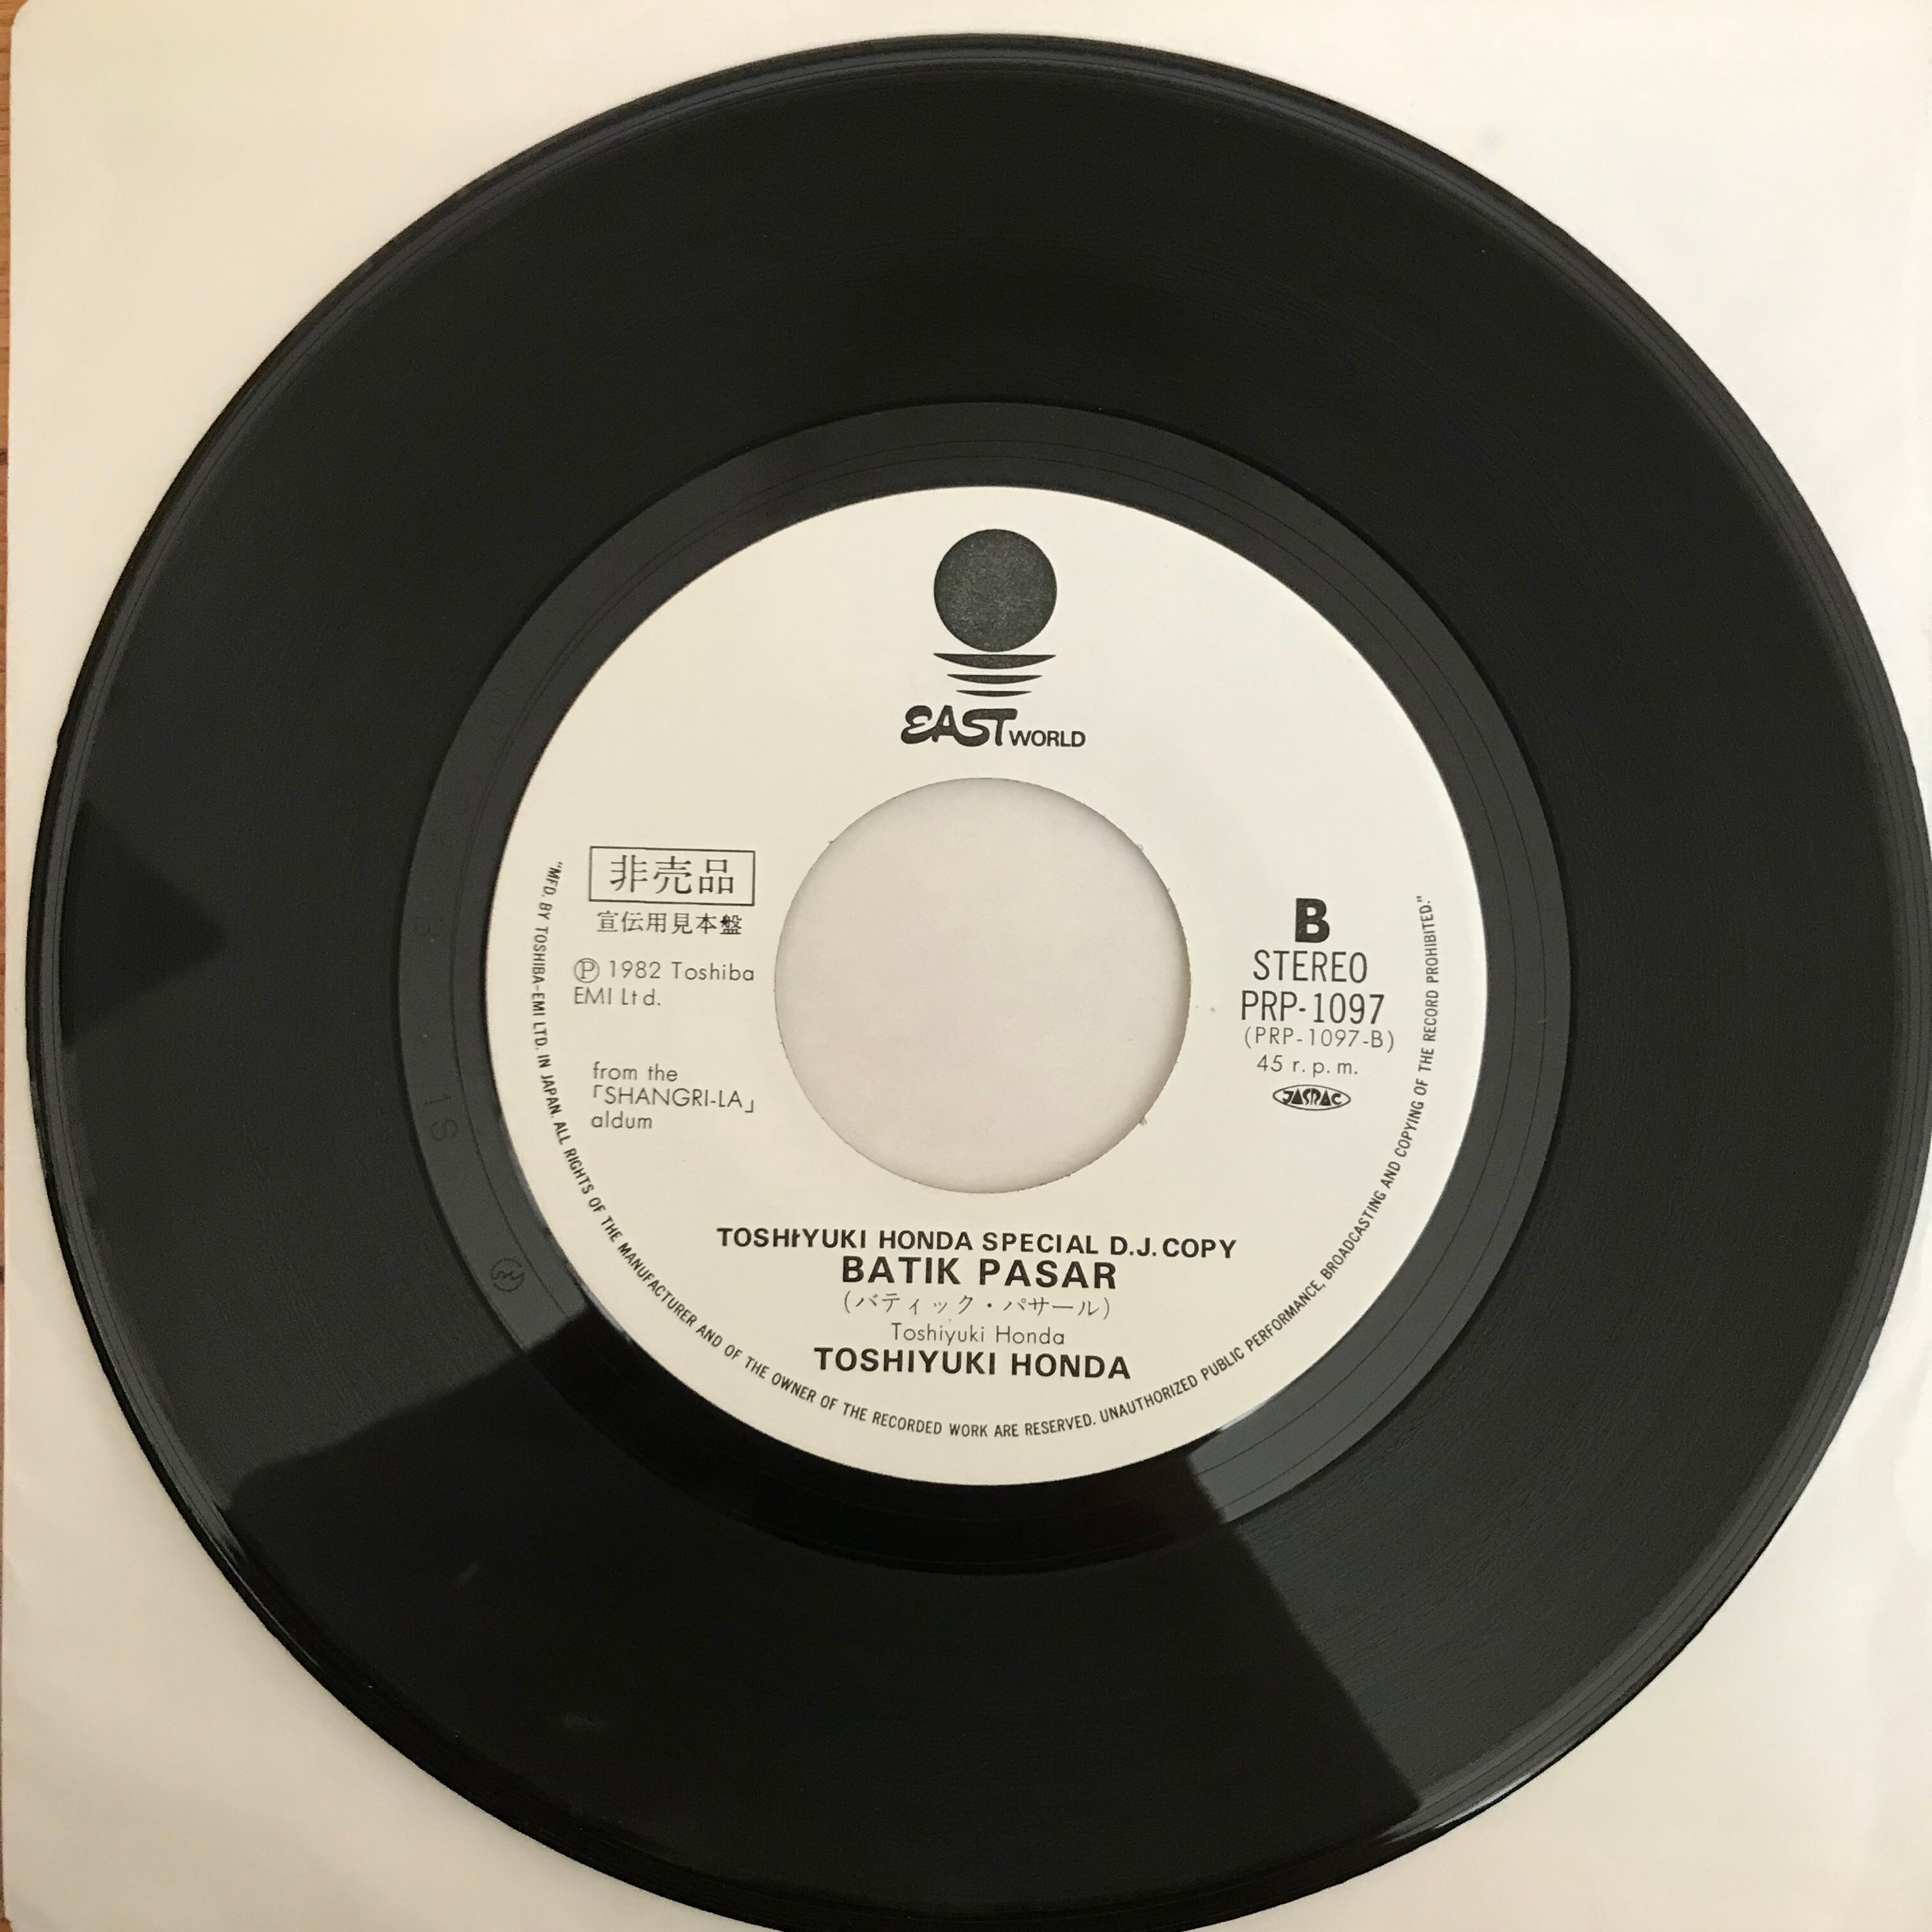 EAST WORLD
非売品
宣伝用見本盤
Ⓟ 1982 Toshiba
EMI Ltd.
from the
「SHANGRI-LA」
aldum
B
STEREO
PRP-1097
(PRP-1097-B)
45 r.p.m.
JASRAC
TOSHIYUKI HONDA SPECIAL D.J. COPY
BATIK PASAR
(バティック・パサール)
Toshiyuki Honda
TOSHIYUKI HONDA
"MFD. BY TOSHIBA-EMI LTD. IN JAPAN. ALL RIGHTS OF THE MANUFACTURER AND OF THE OWNER OF THE RECORDED WORK ARE RESERVED. UNAUTHORIZED PUBLIC PERFORMANCE, BROADCASTING AND COPYING OF THE RECORD PROHIBITED."
1S